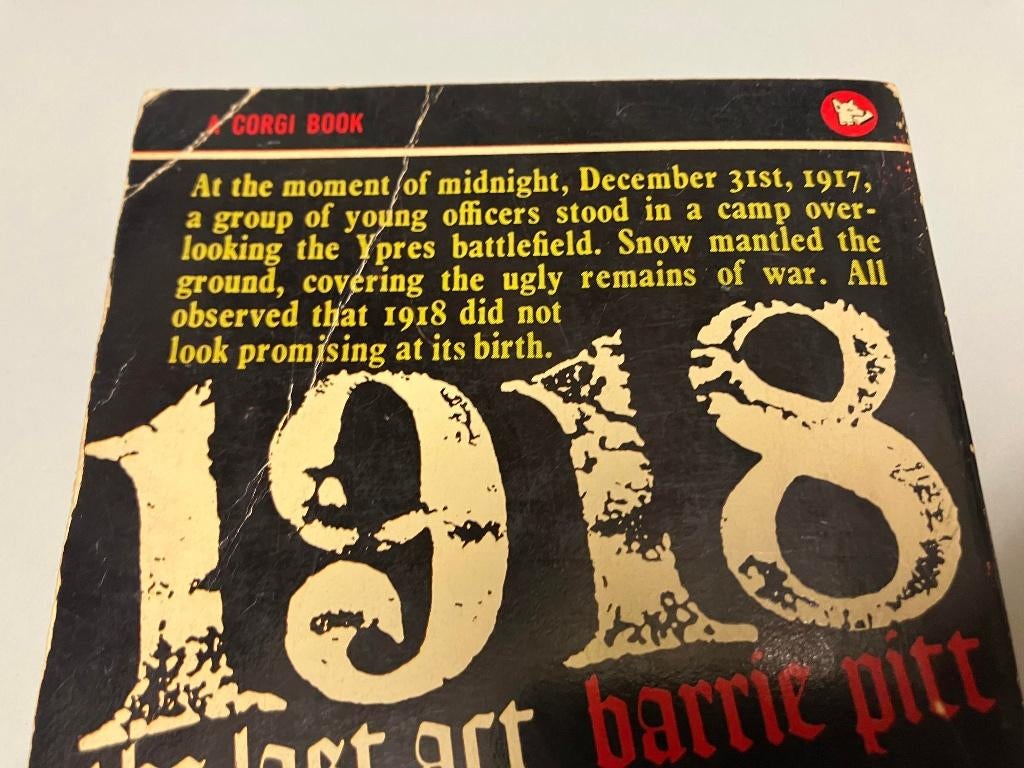 A CORGI BOOK
At the moment of midnight, December 31st, 1917,
a group of young officers stood in a camp over-
looking the Ypres battlefield. Snow mantled the
ground, covering the ugly remains of war. All
observed that 1918 did not
look promising at its birth.
1918
the last act barrie pitt